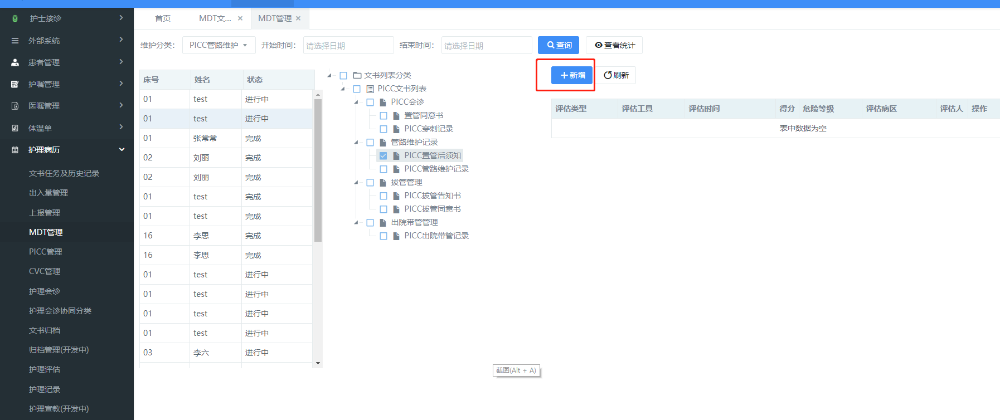 护士接诊
外部系统
患者管理
护嘱管理
医嘱管理
体温单
护理病历
文书任务及历史记录
出入量管理
上报管理
MDT管理
PICC管理
CVC管理
护理会诊
护理会诊协同分类
文书归档
归档管理(开发中)
护理评估
护理记录
护理宣教(开发中)
首页 MDT文... MDT管理
维护分类: PICC管路维护 开始时间: 请选择日期 结束时间: 请选择日期 查询 查看统计
床号 姓名 状态
01 test 进行中
01 test 进行中
01 张常常 完成
02 刘丽 完成
02 刘丽 完成
01 test 完成
01 test 完成
16 李思 完成
16 李思 完成
01 test 进行中
01 test 进行中
01 test 进行中
01 test 进行中
03 李六 进行中
文书列表分类
PICC文书列表
PICC会诊
置管同意书
PICC穿刺记录
管路维护记录
PICC置管后须知
PICC管路维护记录
拔管管理
PICC拔管告知书
PICC拔管同意书
出院带管管理
PICC出院带管记录
新增 刷新
评估类型 评估工具 评估时间 得分 危险等级 评估病区 评估人 操作
表中数据为空
截图(Alt + A)